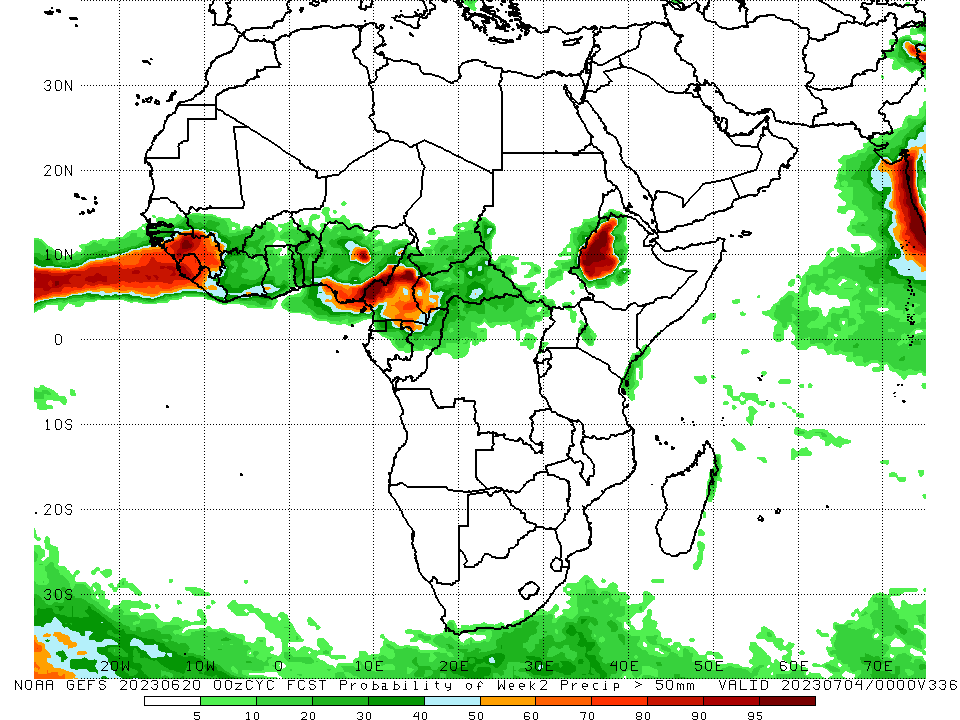 30N
20N
10N
0
10S
20S
30S
20W 10W 0 10E 20E 30E 40E 50E 60E 70E
NOAA GEFS 20230620 00zCYC FCST Probability of Week2 Precip > 50mm VALID 20230704/0000V336
5 10 20 30 40 50 60 70 80 90 95